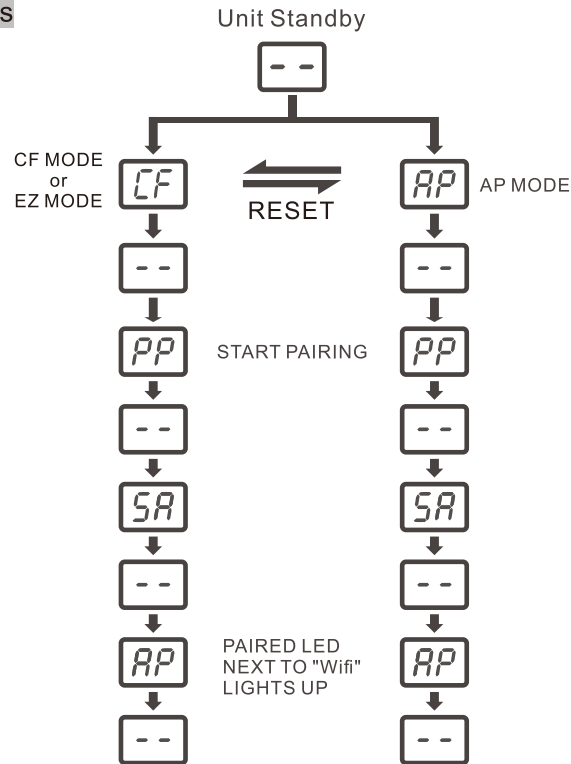 s
Unit Standby
- -
CF MODE
or
EZ MODE
CF
RESET
AP
AP MODE
- -
- -
PP
START PAIRING
PP
- -
- -
SA
SA
- -
- -
AP
PAIRED LED
NEXT TO "Wifi"
LIGHTS UP
AP
- -
- -